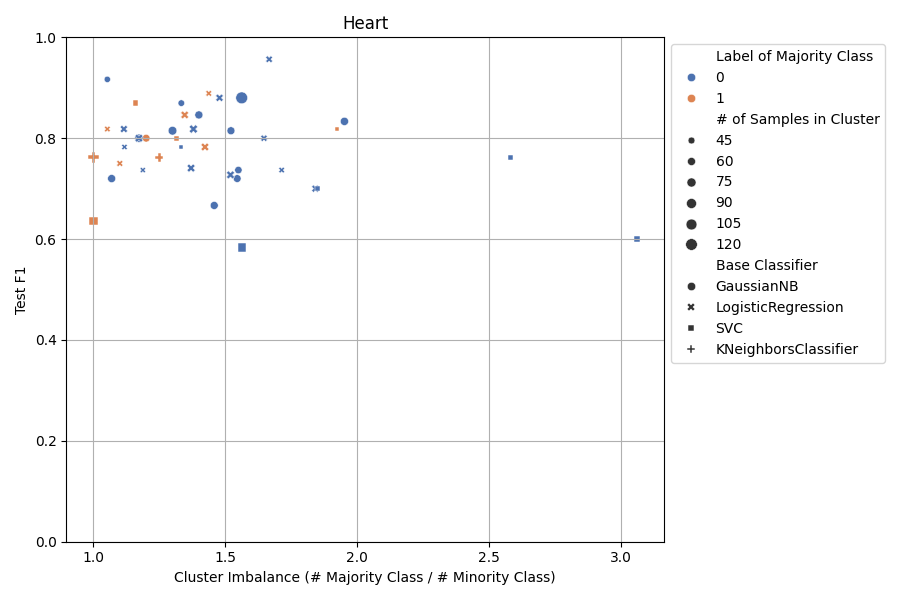 Heart
Test F1
1.0
0.8
0.6
0.4
0.2
0.0
1.0
1.5
2.0
2.5
3.0
Cluster Imbalance (# Majority Class / # Minority Class)
Label of Majority Class
0
1
# of Samples in Cluster
45
60
75
90
105
120
Base Classifier
GaussianNB
LogisticRegression
SVC
KNeighborsClassifier